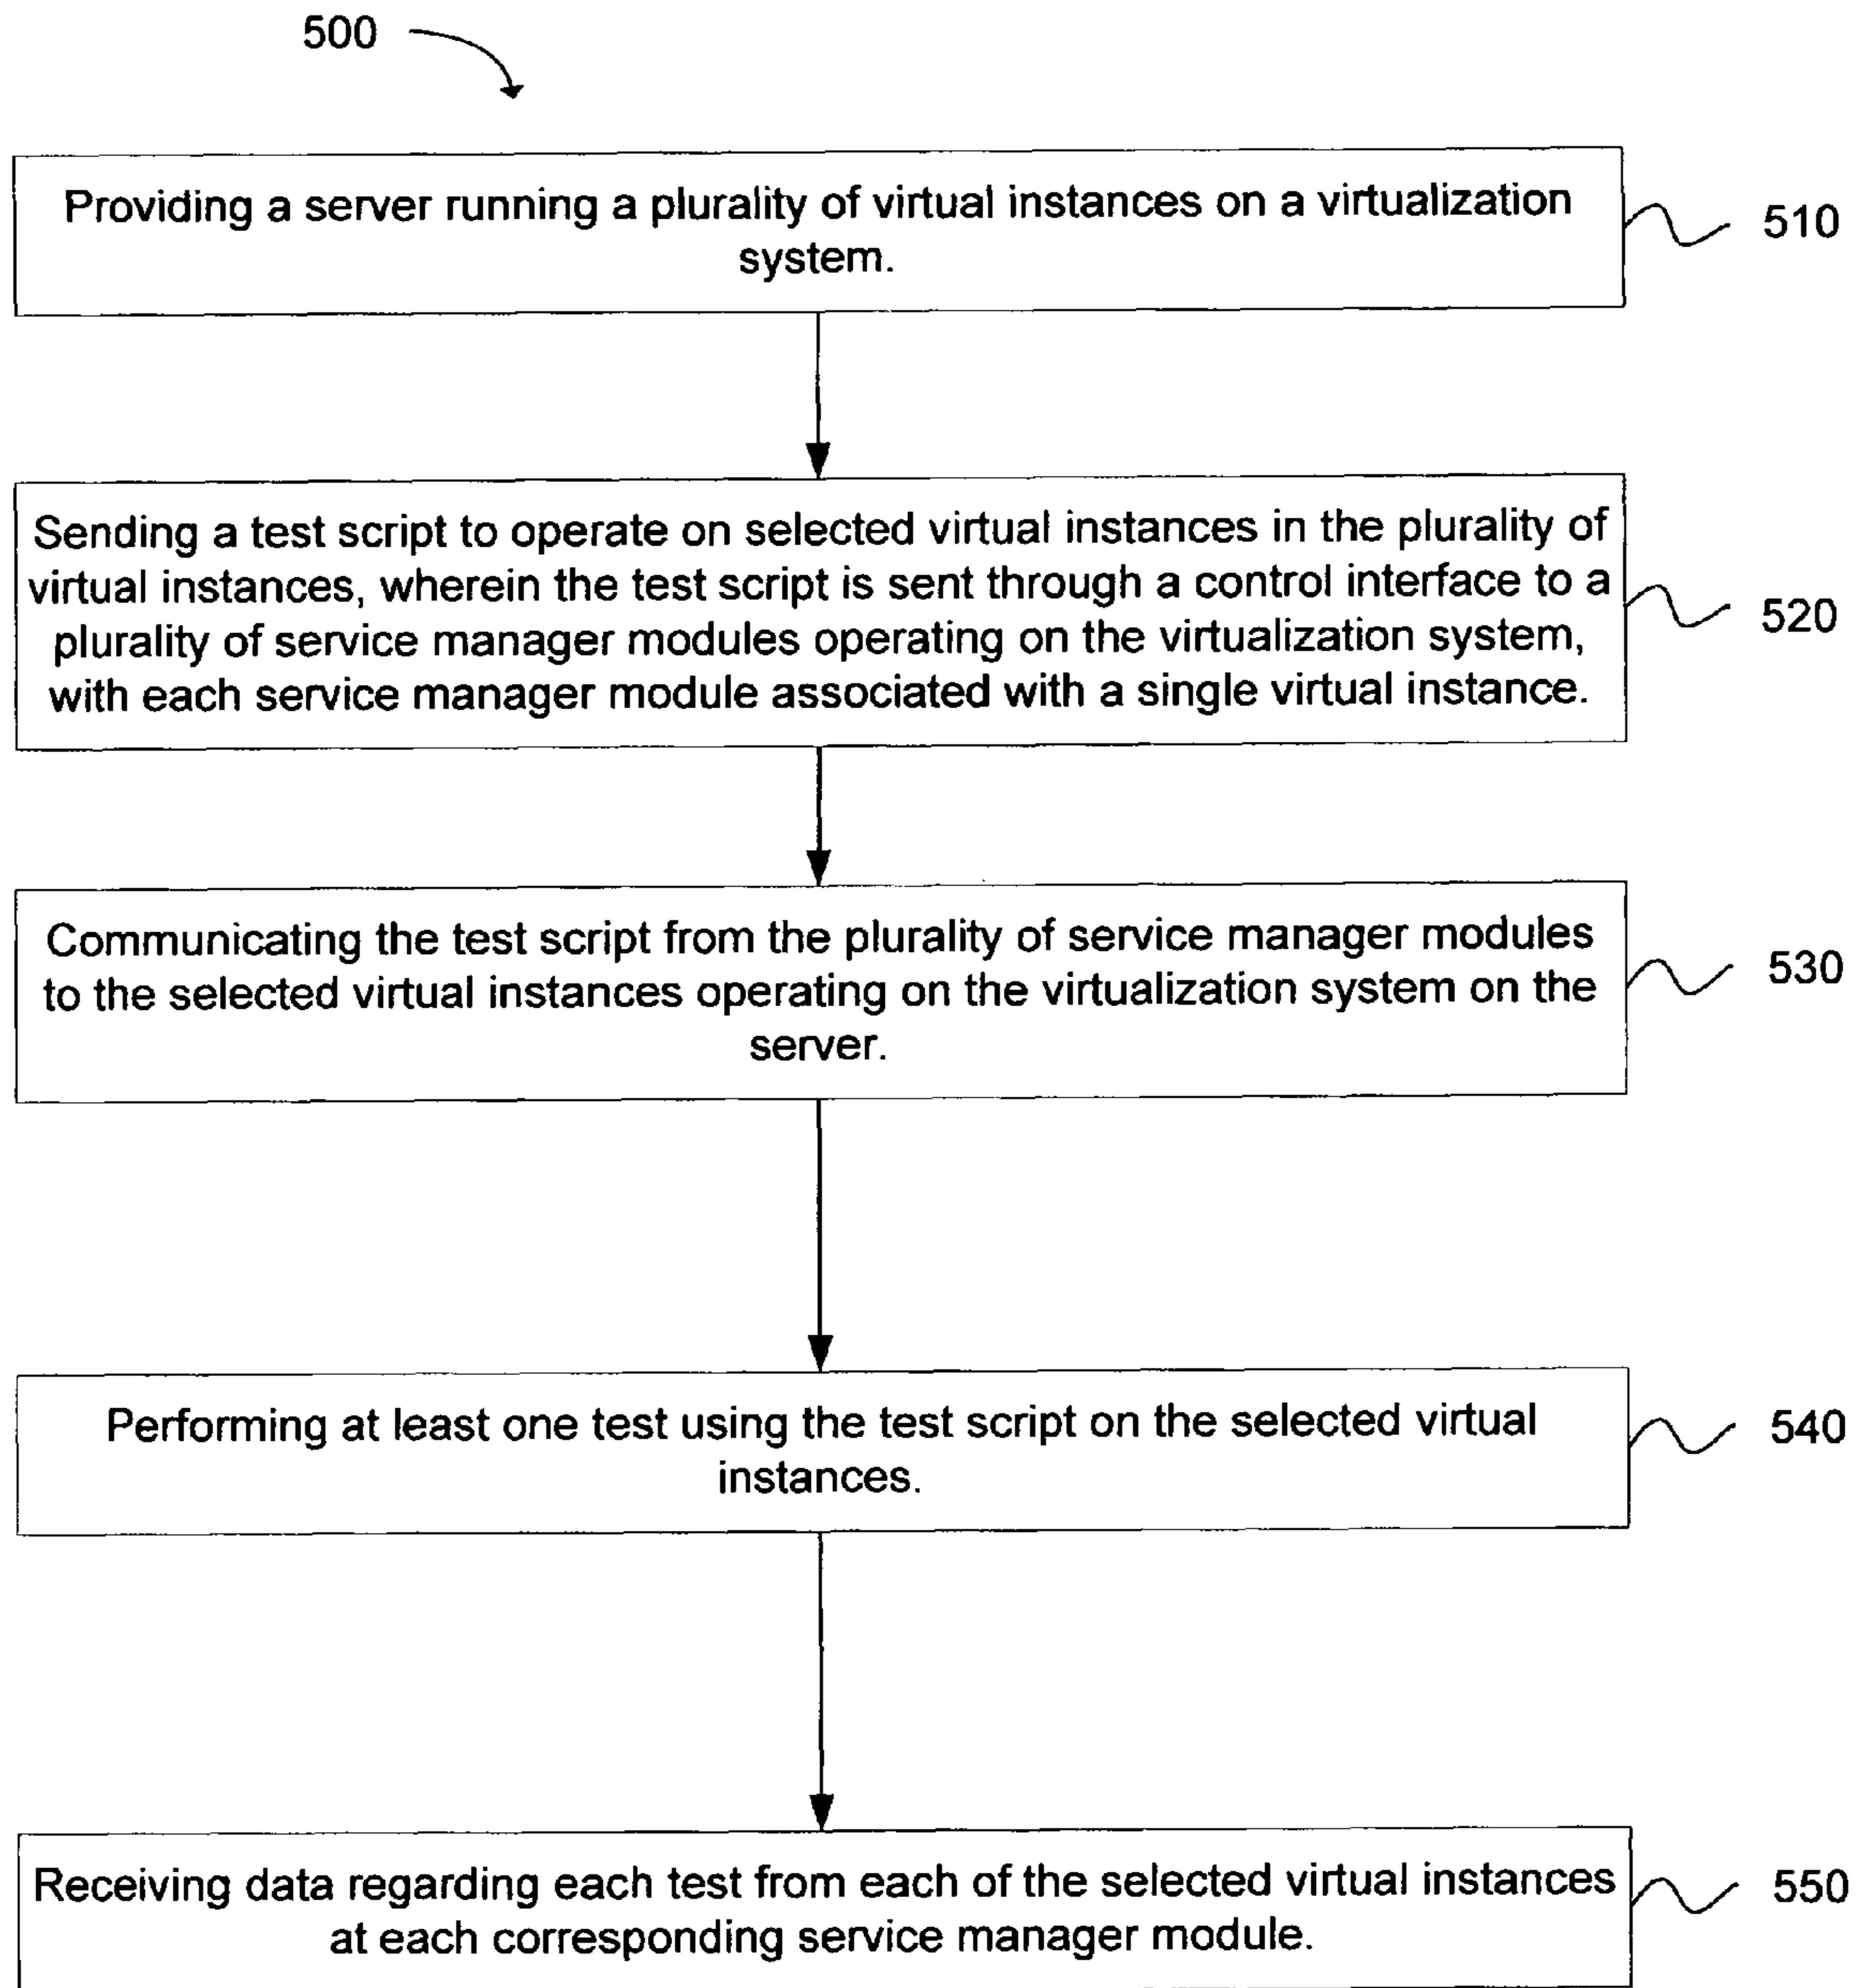 500
Providing a server running a plurality of virtual instances on a virtualization
system.
510
Sending a test script to operate on selected virtual instances in the plurality of
virtual instances, wherein the test script is sent through a control interface to a
plurality of service manager modules operating on the virtualization system,
with each service manager module associated with a single virtual instance.
520
Communicating the test script from the plurality of service manager modules
to the selected virtual instances operating on the virtualization system on the
server.
530
Performing at least one test using the test script on the selected virtual
instances.
540
Receiving data regarding each test from each of the selected virtual instances
at each corresponding service manager module.
550